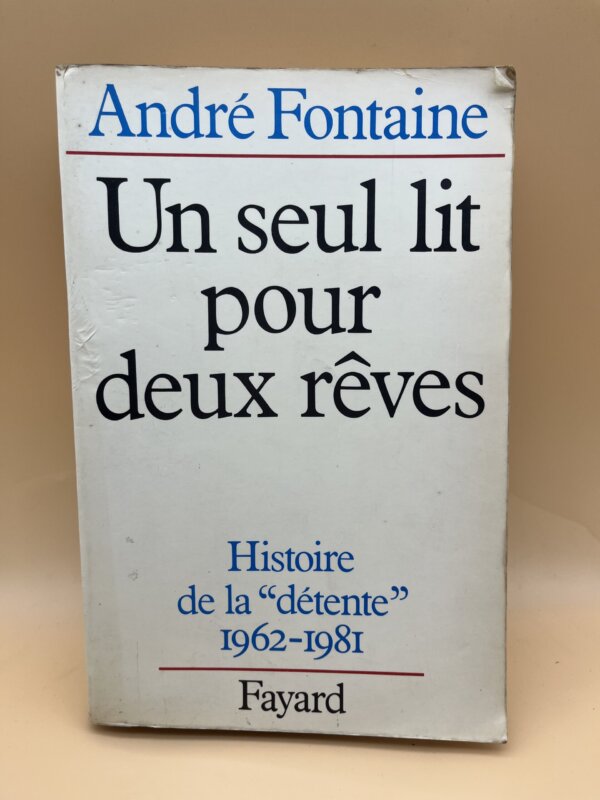 André Fontaine
Un seul lit
pour
deux rêves
Histoire
de la “détente”
1962-1981
Fayard